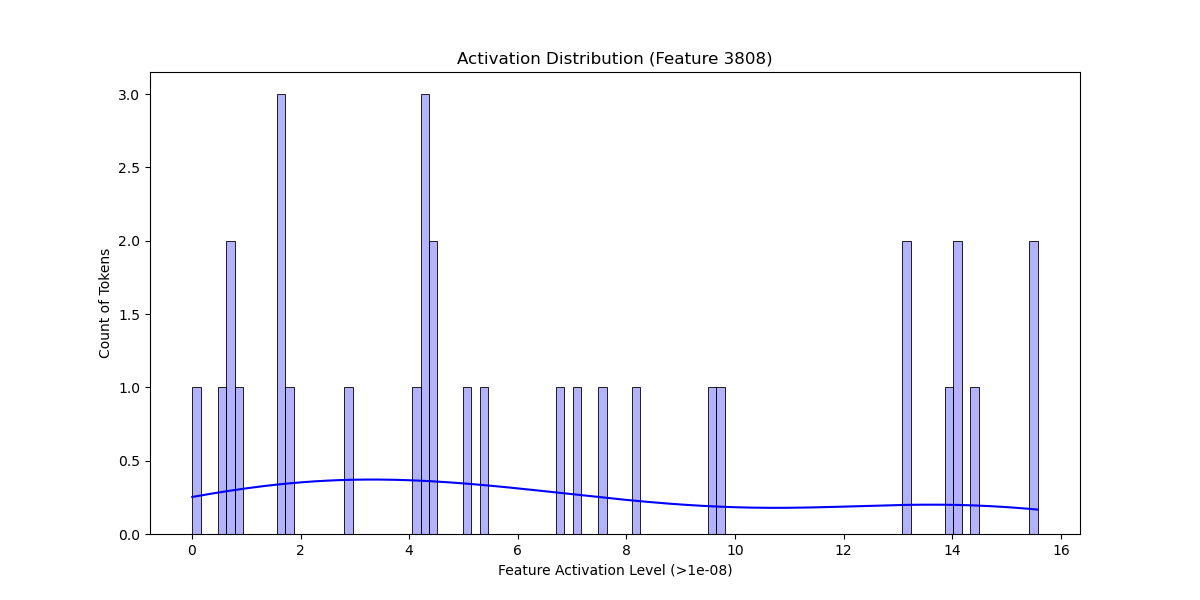 Activation Distribution (Feature 3808)
3.0
2.5
2.0
1.5
1.0
0.5
0.0
Count of Tokens
0 2 4 6 8 10 12 14 16
Feature Activation Level (>1e-08)